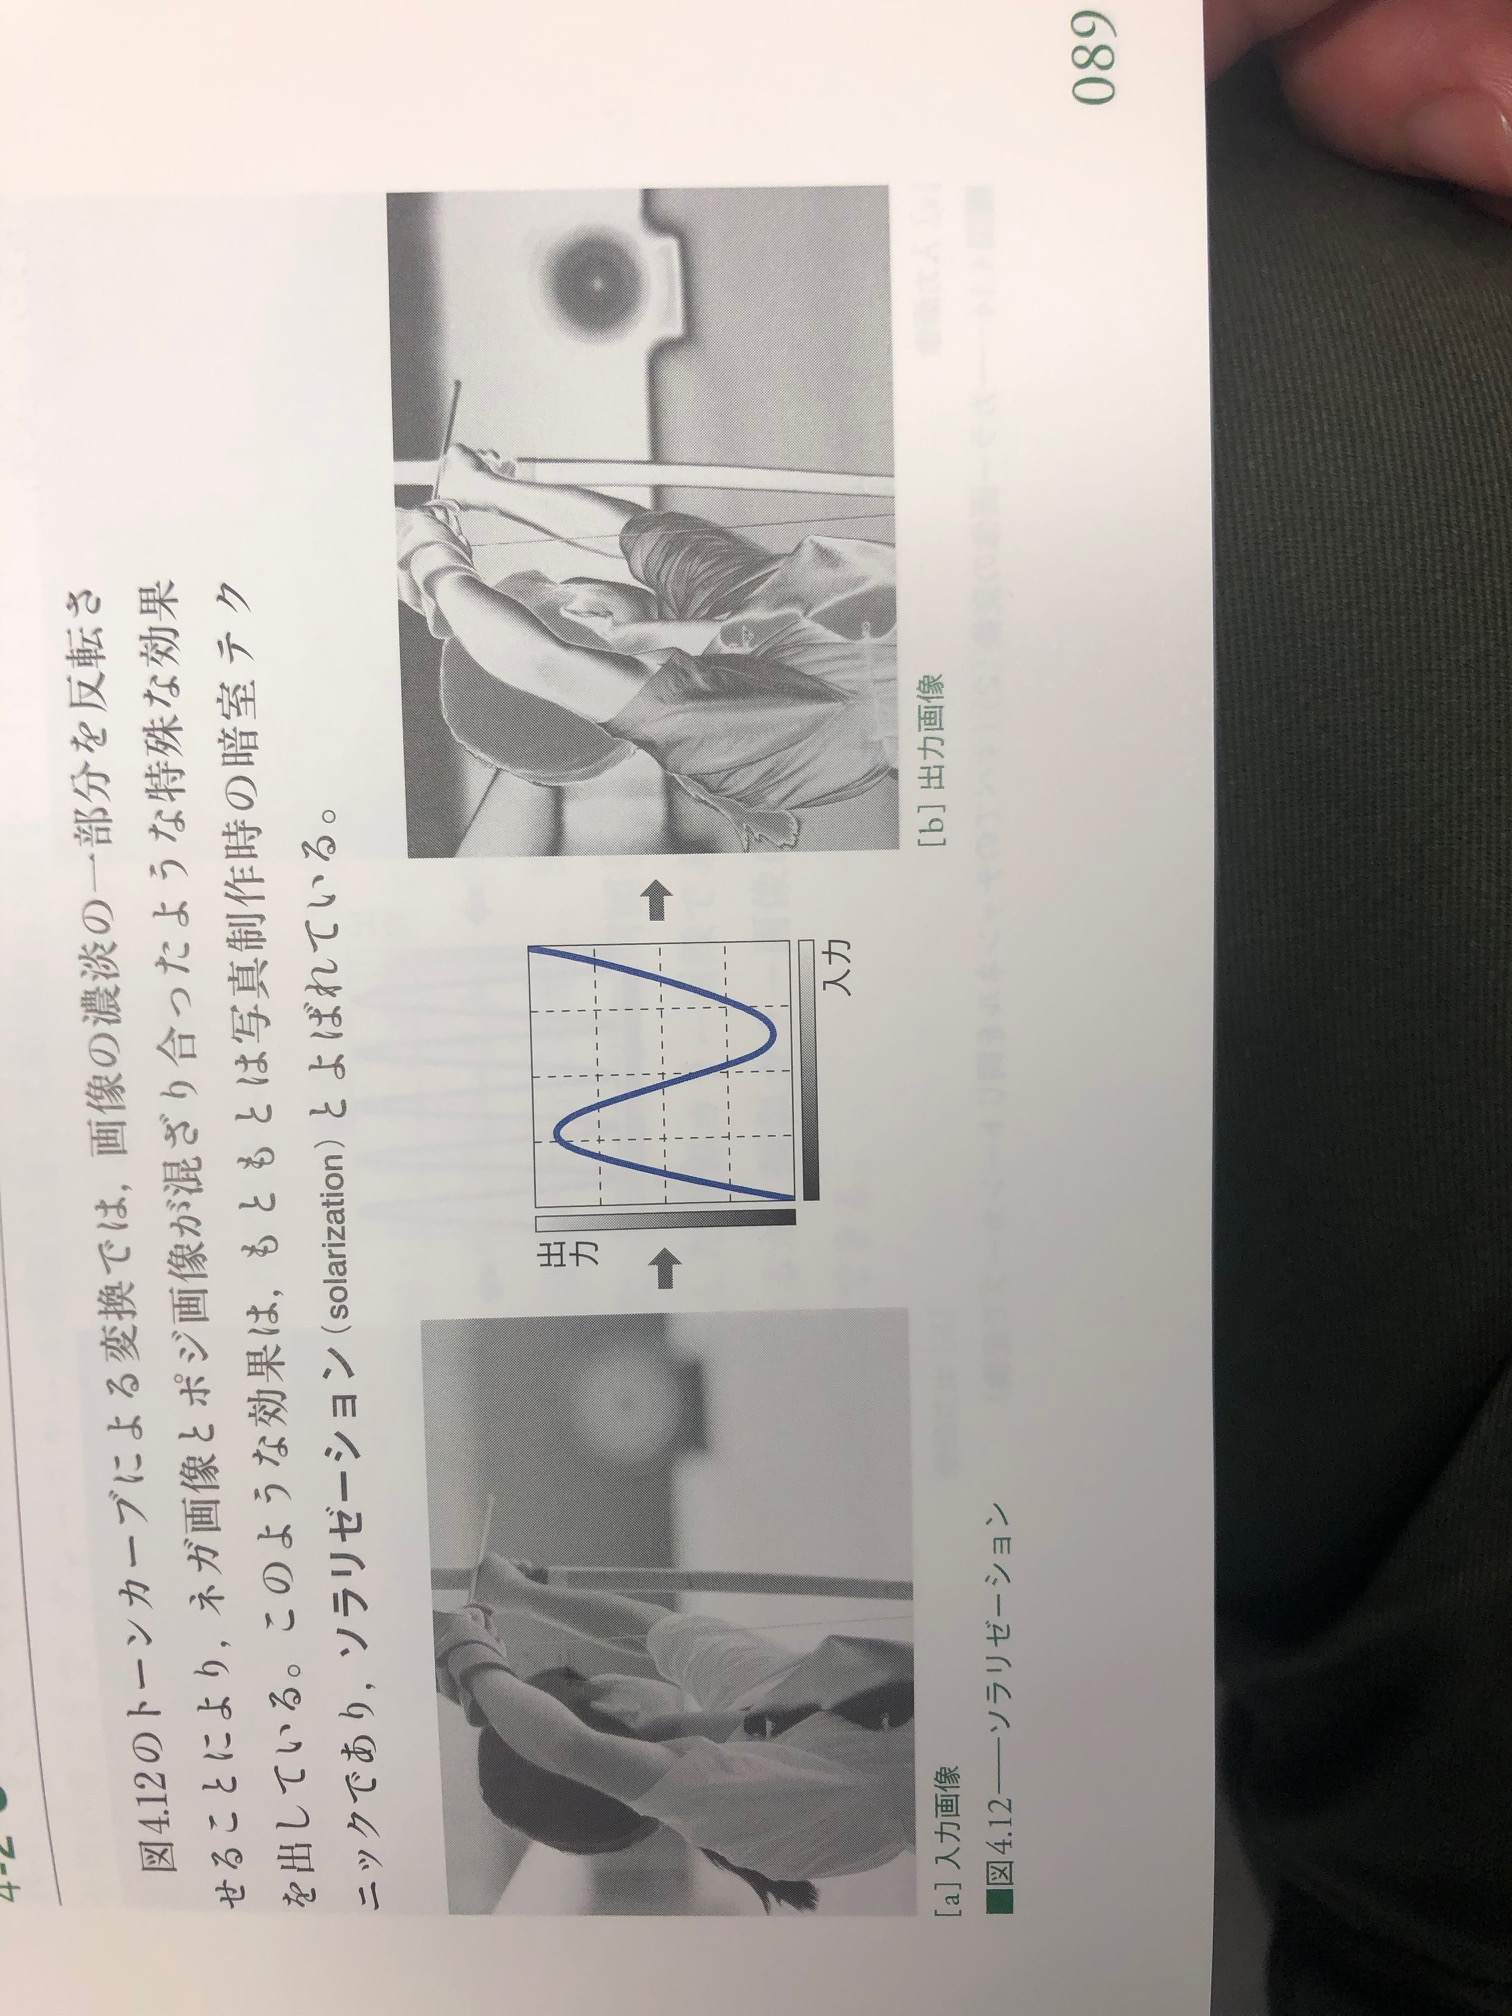 図4.12のトーンカーブによる変換では,画像の濃淡の一部分を反転さ
せることにより,ネガ画像とポジ画像が混ざり合ったような特殊な効果
を出している。このような効果は,もともとは写真制作時の暗室テク
ニックであり,ソラリゼーション(solarization)とよばれている。
出力
入力
[a]入力画像
[b]出力画像
■図4.12——ソラリゼーション
089